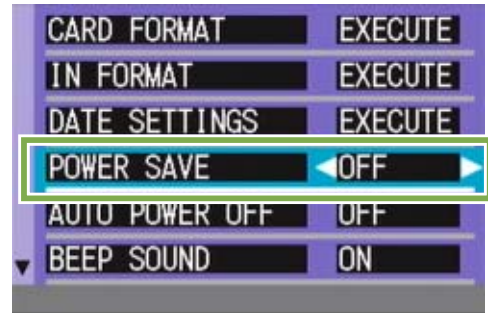 CARD FORMAT EXECUTE
IN FORMAT EXECUTE
DATE SETTINGS EXECUTE
POWER SAVE ◀OFF ▶
AUTO POWER OFF OFF
▼ BEEP SOUND ON